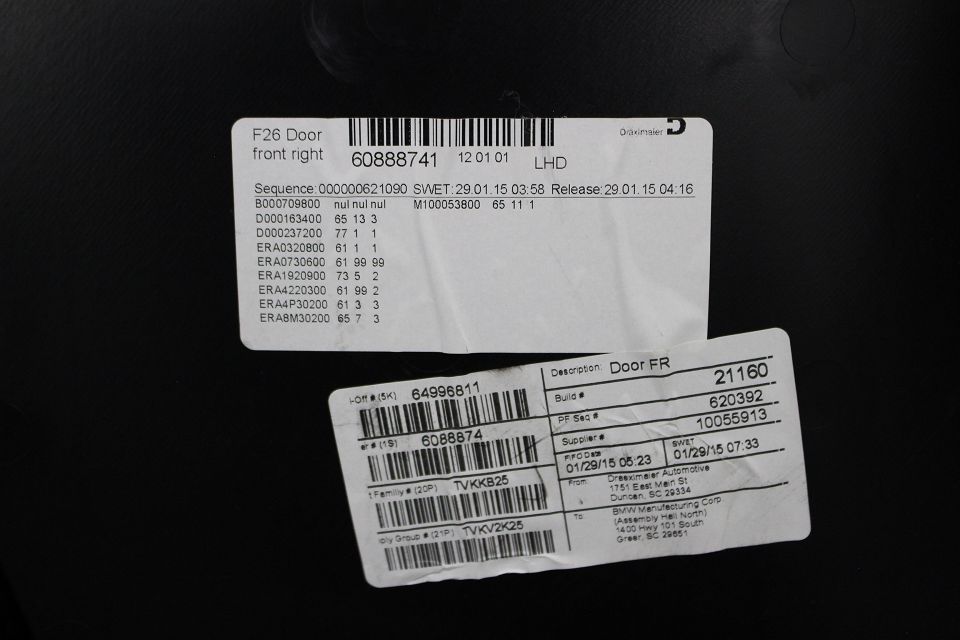 F26 Door
front right
60888741 12 01 01 LHD
Dräxlmaier
Sequence:000000621090 SWET:29.01.15 03:58 Release:29.01.15 04:16
B000709800 nul nul nul M100053800 65 11 1
D000163400 65 13 3
D000237200 77 1 1
ERA0320800 61 1 1
ERA0730600 61 99 99
ERA1920900 73 5 2
ERA4220300 61 99 2
ERA4P30200 61 3 3
ERA8M30200 65 7 3
-Off # (5K) 64996811
er# (1S) 6088874
t Family # (20P) TVKKB25
bly Group # (21P) TVKV2K25
Description: Door FR
Build # 21160
PF Seq # 620392
Supplier# 10055913
FIFO Date SWET
01/29/15 05:23 01/29/15 07:33
From: Draexlmaier Automotive
1751 East Main St
Duncan, SC 29334
To: BMW Manufacturing Corp.
(Assembly Hall North)
1400 Hwy 101 South
Greer, SC 29651